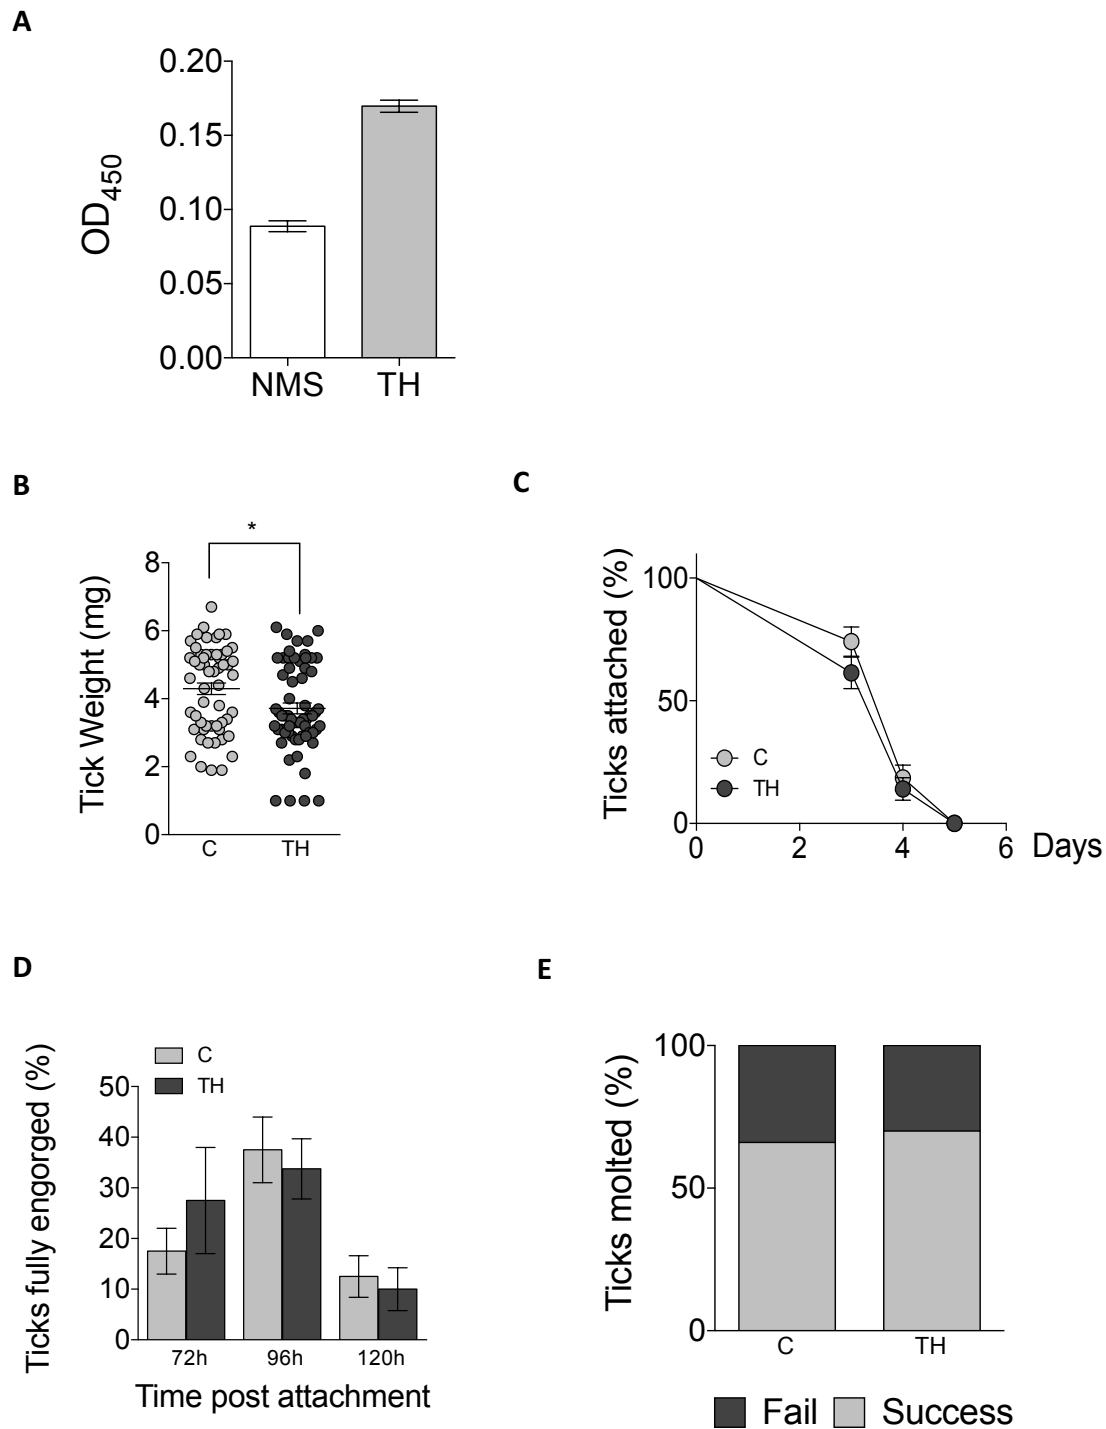 A
0.20
0.15
0.10
0.05
0.00
OD450
NMS TH
B
*
8
6
4
2
0
Tick Weight (mg)
C TH
C
100
50
0
Ticks attached (%)
C
TH
0 2 4 6 Days
D
C
TH
50
40
30
20
10
0
Ticks fully engorged (%)
72h 96h 120h
Time post attachment
E
100
50
0
Ticks molted (%)
C TH
Fail Success